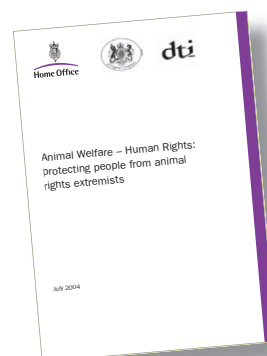 Home Office
dti
Animal Welfare – Human Rights:
protecting people from animal
rights extremists
July 2004